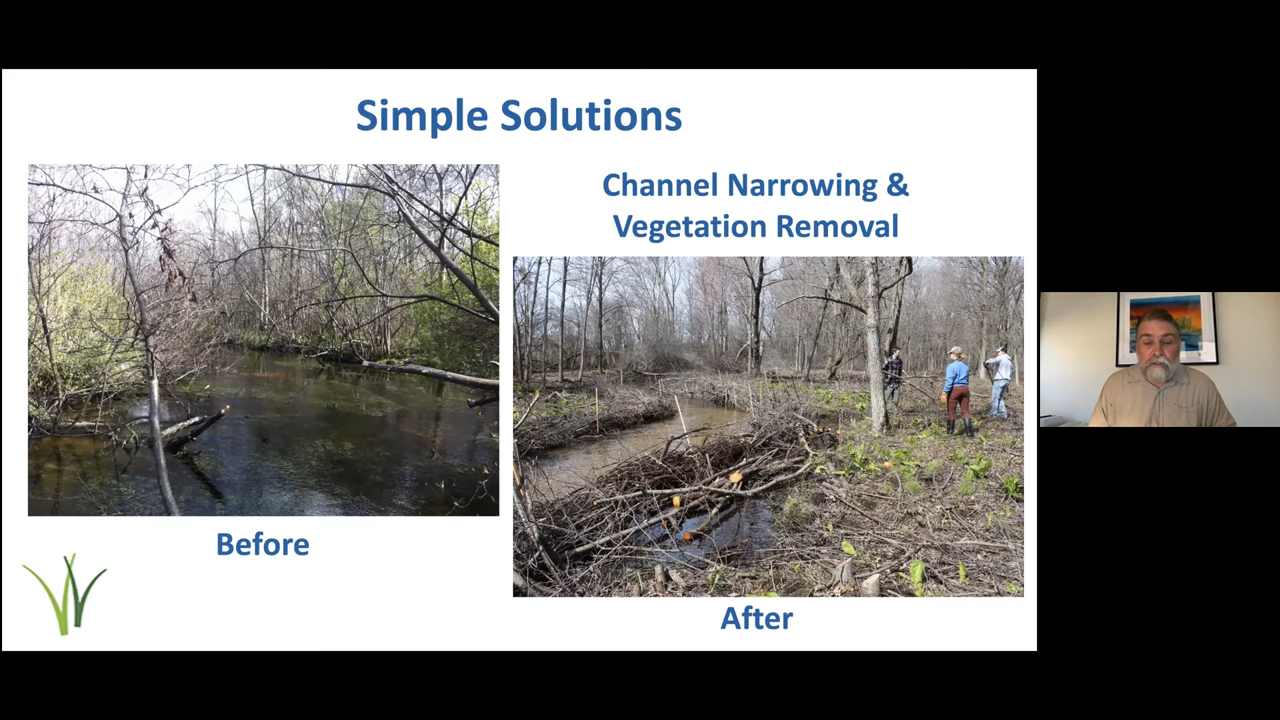 Simple Solutions
Channel Narrowing &
Vegetation Removal
Before
After